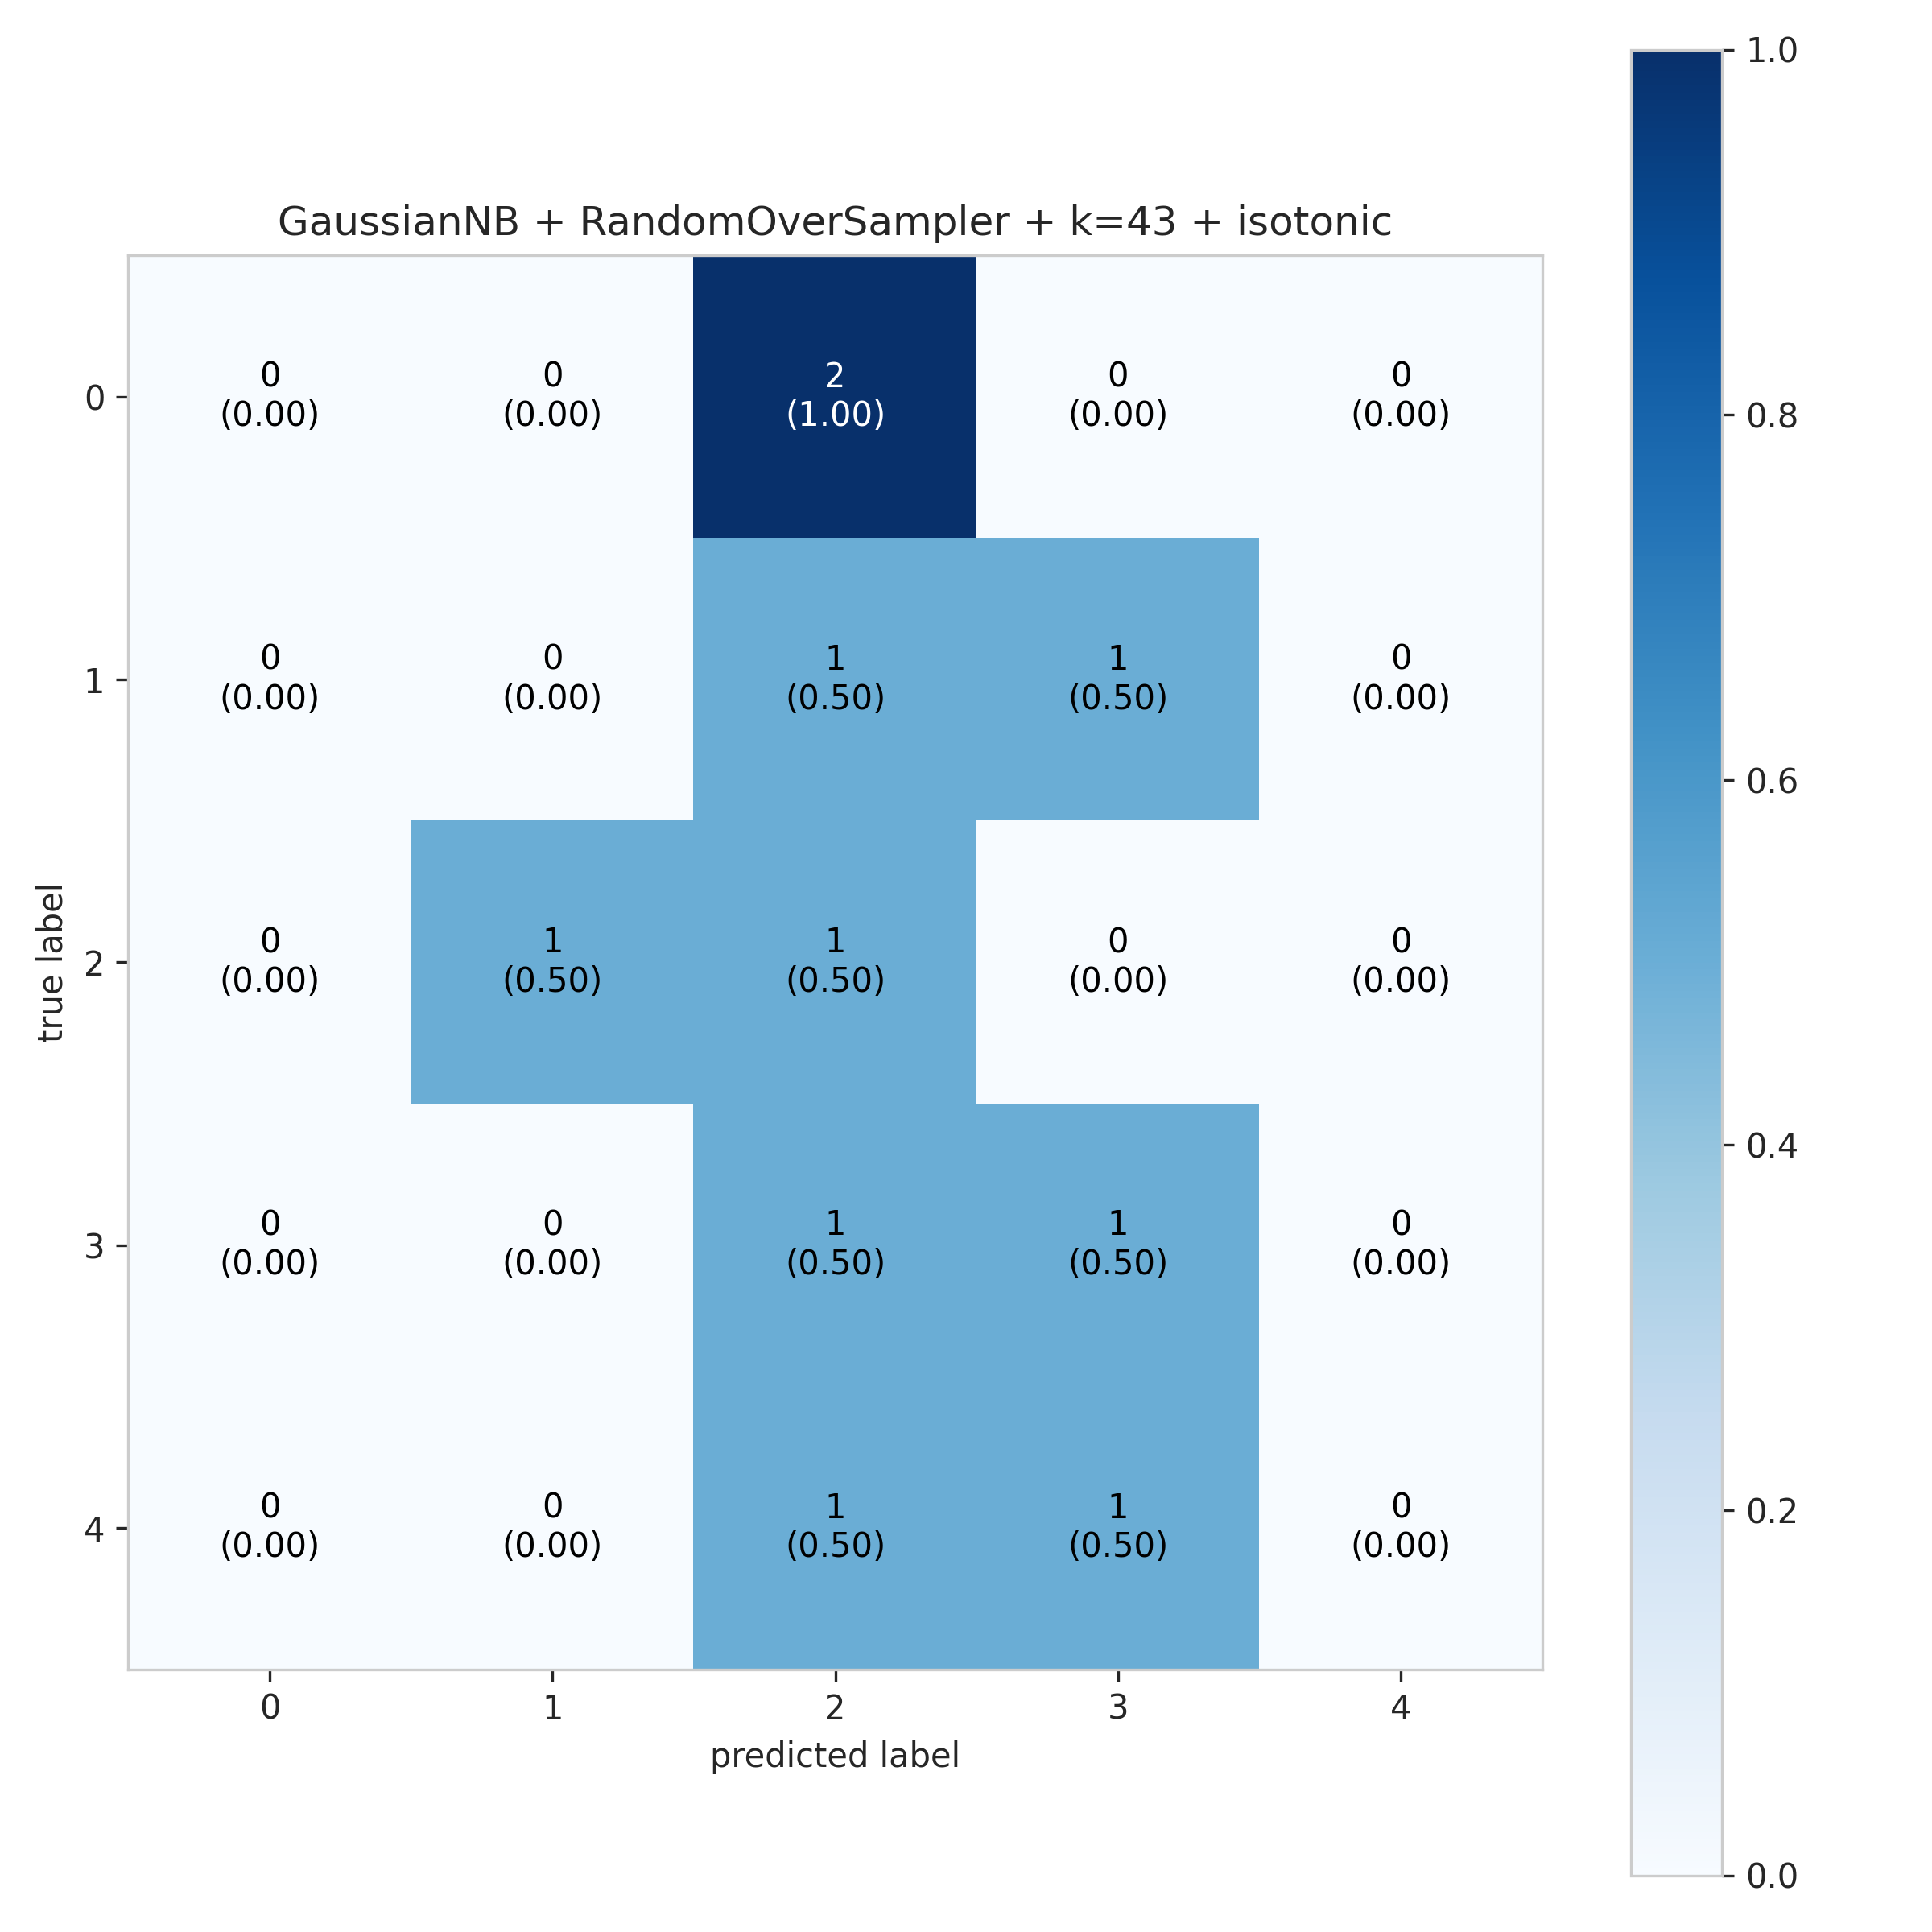 GaussianNB + RandomOverSampler + k=43 + isotonic
1.0
0.8
0.6
0.4
0.2
0.0
true label
0
0 0 2 0 0
(0.00) (0.00) (1.00) (0.00) (0.00)
1
0 0 1 1 0
(0.00) (0.00) (0.50) (0.50) (0.00)
2
0 1 1 0 0
(0.00) (0.50) (0.50) (0.00) (0.00)
3
0 0 1 1 0
(0.00) (0.00) (0.50) (0.50) (0.00)
4
0 0 1 1 0
(0.00) (0.00) (0.50) (0.50) (0.00)
0 1 2 3 4
predicted label